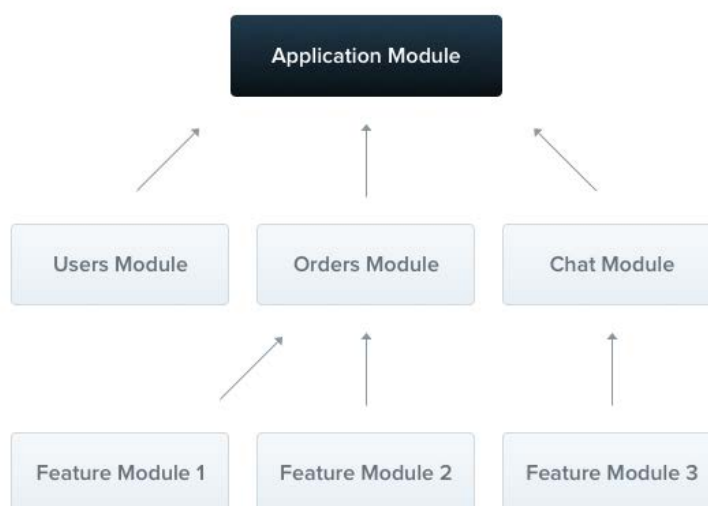 Application Module
Users Module
Orders Module
Chat Module
Feature Module 1
Feature Module 2
Feature Module 3